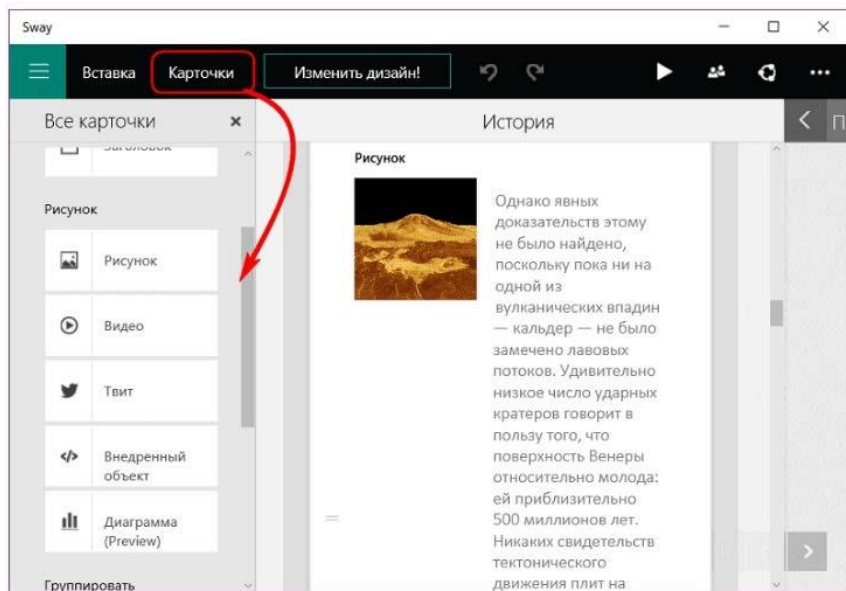 Sway
Вставка
Карточки
Изменить дизайн!
Все карточки
История
П
Заголовок
Рисунок
Рисунок
Видео
Твит
Внедренный
объект
Диаграмма
(Preview)
Группировать
Рисунок
Однако явных
доказательств этому
не было найдено,
поскольку пока ни на
одной из
вулканических впадин
— кальдер — не было
замечено лавовых
потоков. Удивительно
низкое число ударных
кратеров говорит в
пользу того, что
поверхность Венеры
относительно молода:
ей приблизительно
500 миллионов лет.
Никаких свидетельств
тектонического
движения плит на